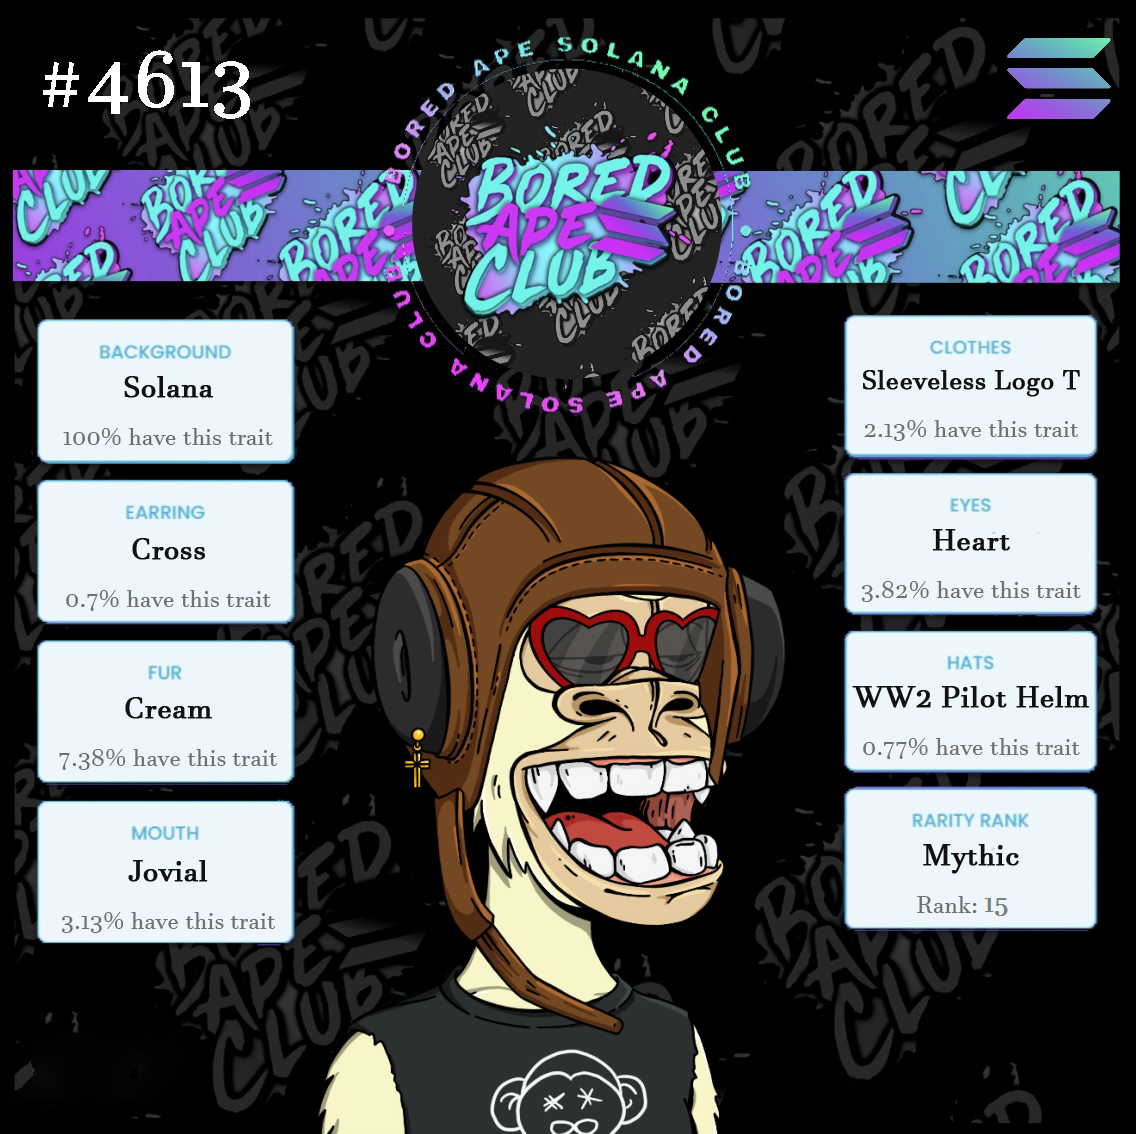 #4613
BORED APE SOLANA CLUB
BORED APE SOLANA CLUB
BORED
APE
CLUB
BACKGROUND
Solana
100% have this trait
EARRING
Cross
0.7% have this trait
FUR
Cream
7.38% have this trait
MOUTH
Jovial
3.13% have this trait
CLOTHES
Sleeveless Logo T
2.13% have this trait
EYES
Heart
3.82% have this trait
HATS
WW2 Pilot Helm
0.77% have this trait
RARITY RANK
Mythic
Rank: 15